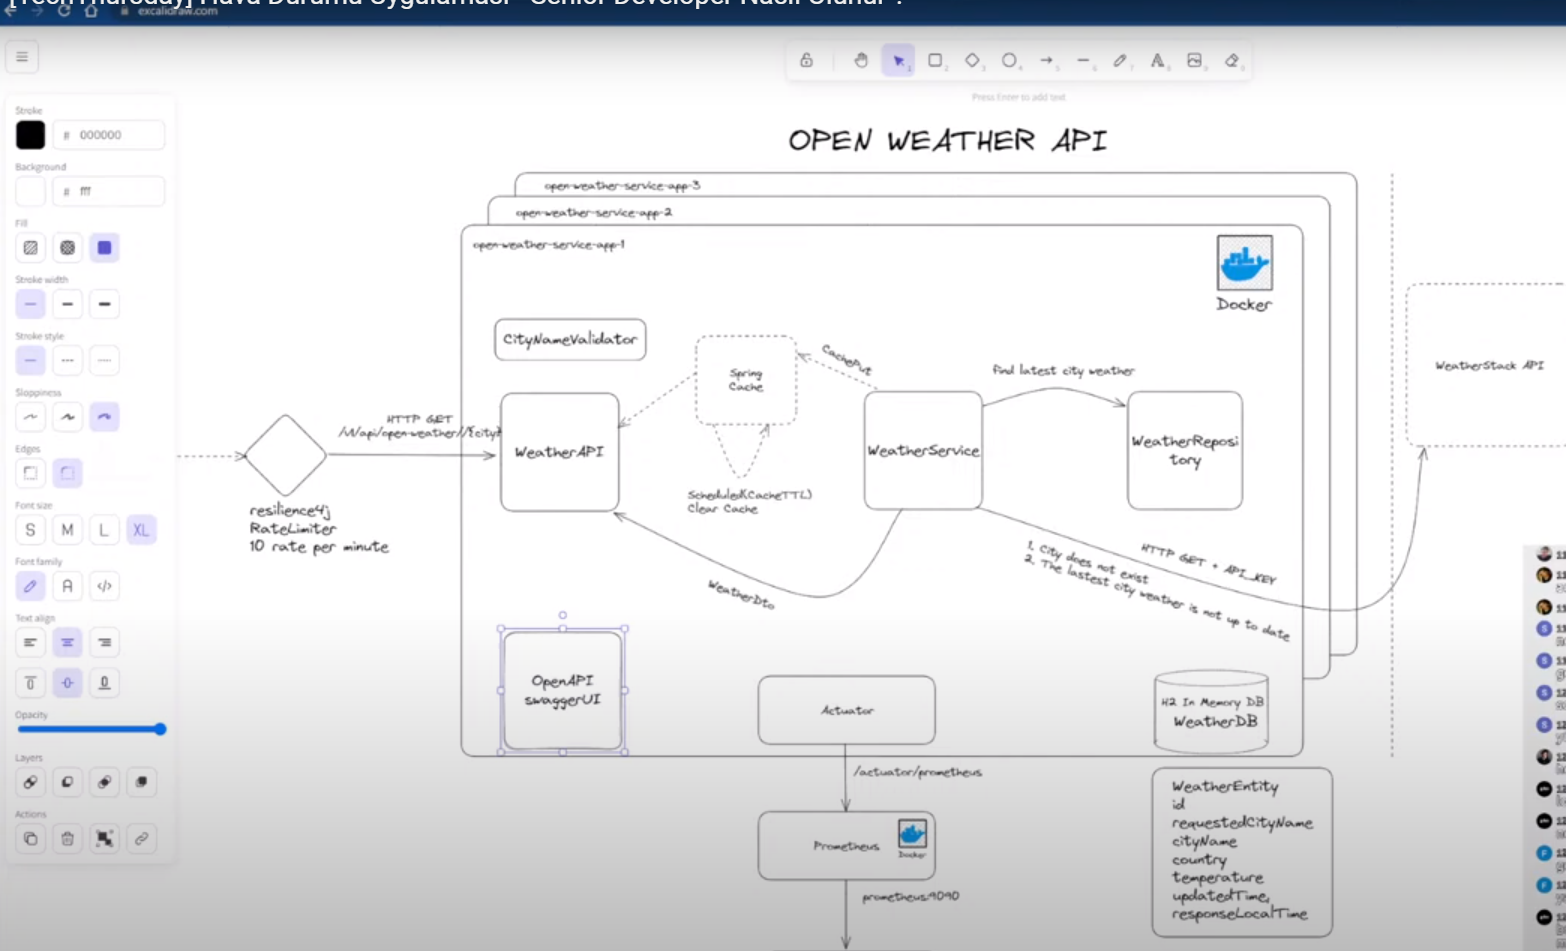 [TechThursday] Hava Durumu Uygulaması - Senior Developer Nasıl Olunur ?
excalidraw.com
Press Enter to add text
Stroke
# 000000
Background
# fff
Fill
Stroke width
Stroke style
Sloppiness
Edges
Font size
S M L XL
Font family
A </>
Text align
Opacity
Layers
Actions
OPEN WEATHER API
open-weather-service-app-3
open-weather-service-app-2
open-weather-service-app-1
Docker
CityNameValidator
Spring
Cache
CachePut
find latest city weather
WeatherStack API
HTTP GET
/v1/api/open-weather//{city}
WeatherAPI
WeatherService
WeatherReposi
tory
Scheduled(CacheTTL)
Clear Cache
resilience4j
RateLimiter
10 rate per minute
HTTP GET + API_KEY
1. City does not exist
2. The lastest city weather is not up to date
WeatherDto
OpenAPI
swaggerUI
Actuator
H2 In Memory DB
WeatherDB
/actuator/prometheus
Prometheus
Docker
prometheus:9090
WeatherEntity
id
requestedCityName
cityName
country
temperature
updatedTime,
responseLocalTime